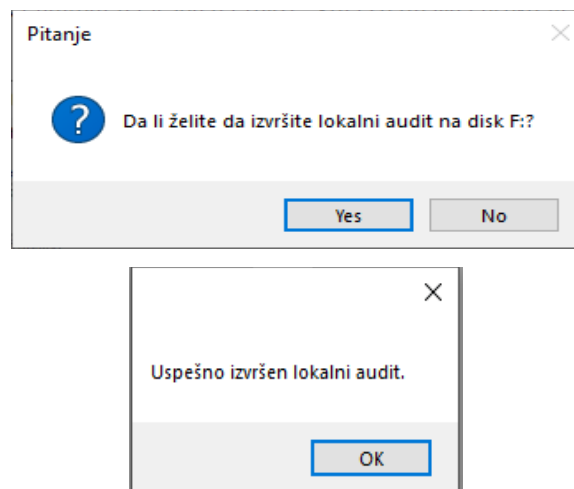 Pitanje
Da li želite da izvršite lokalni audit na disk F:?
Yes
No
Uspešno izvršen lokalni audit.
OK